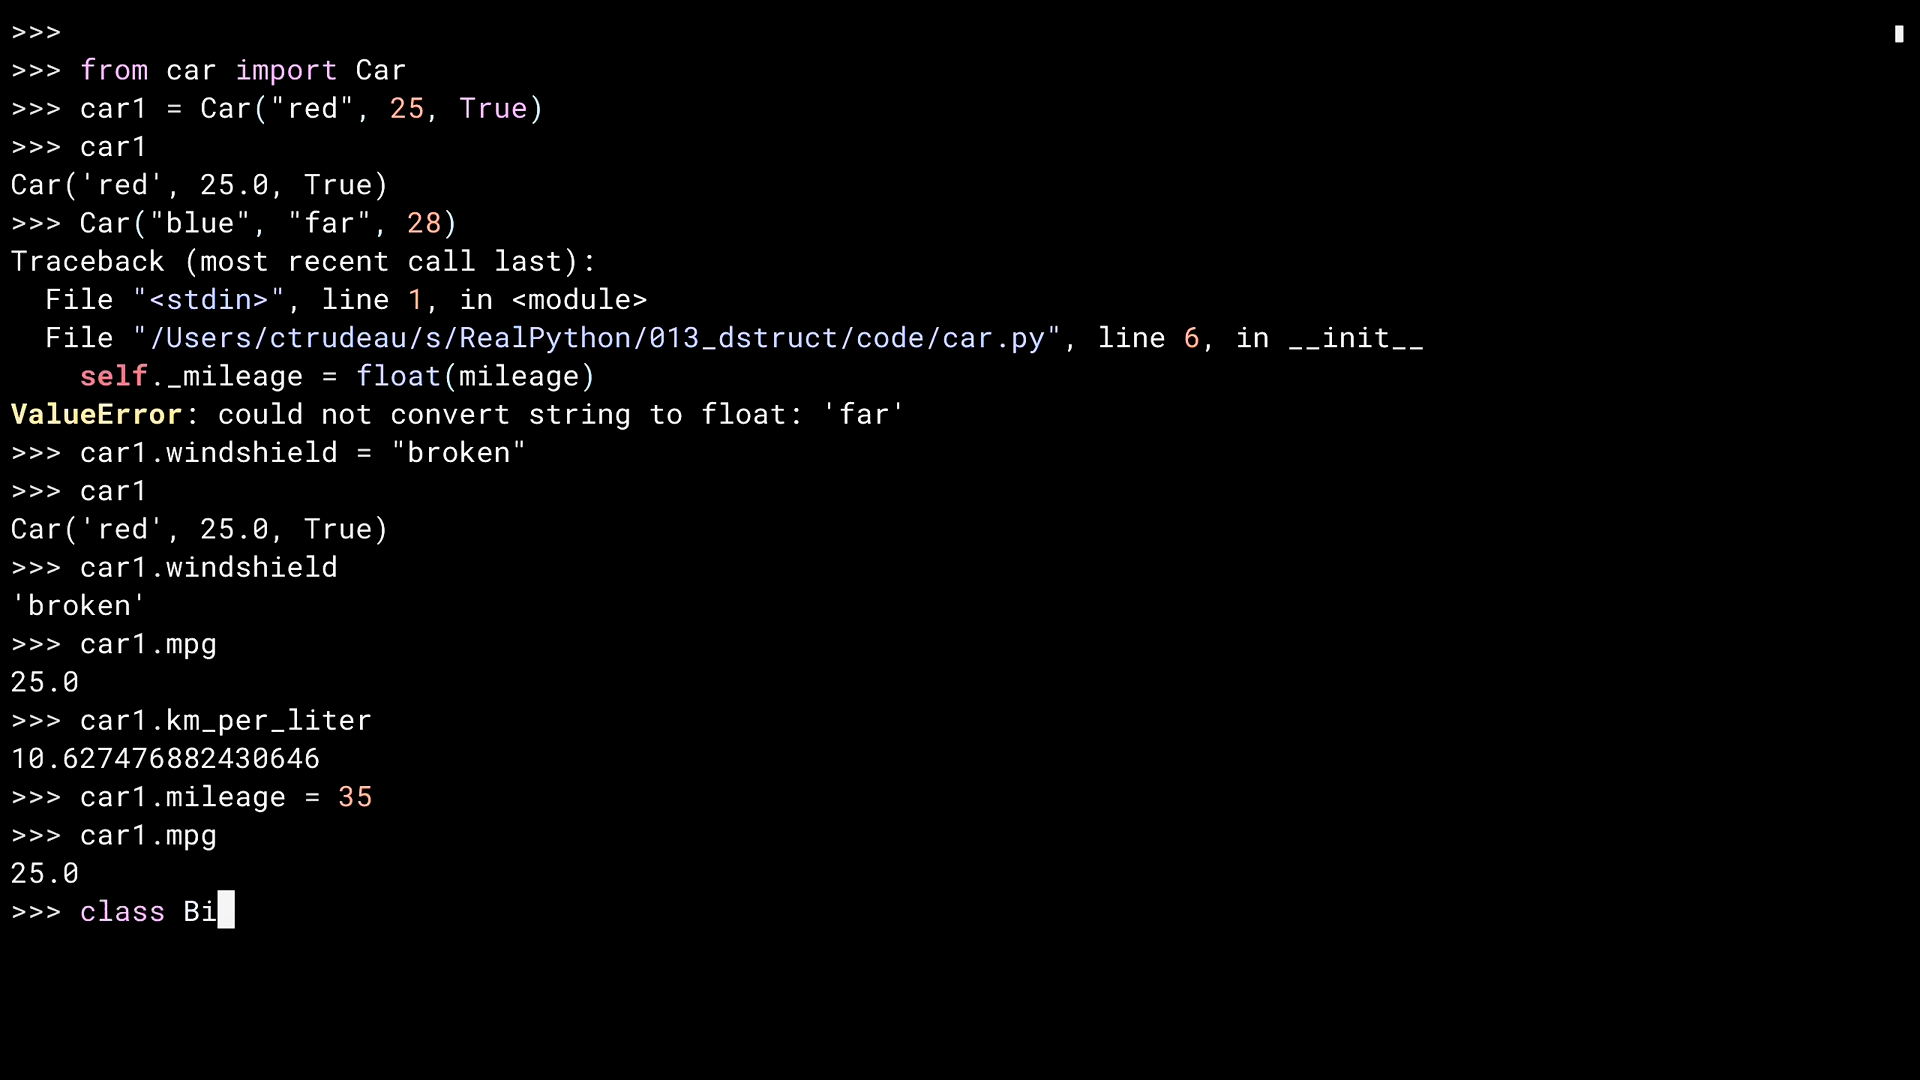 >>>
>>> from car import Car
>>> car1 = Car("red", 25, True)
>>> car1
Car('red', 25.0, True)
>>> Car("blue", "far", 28)
Traceback (most recent call last):
  File "<stdin>", line 1, in <module>
  File "/Users/ctrudeau/s/RealPython/013_dstruct/code/car.py", line 6, in __init__
    self._mileage = float(mileage)
ValueError: could not convert string to float: 'far'
>>> car1.windshield = "broken"
>>> car1
Car('red', 25.0, True)
>>> car1.windshield
'broken'
>>> car1.mpg
25.0
>>> car1.km_per_liter
10.627476882430646
>>> car1.mileage = 35
>>> car1.mpg
25.0
>>> class Bi